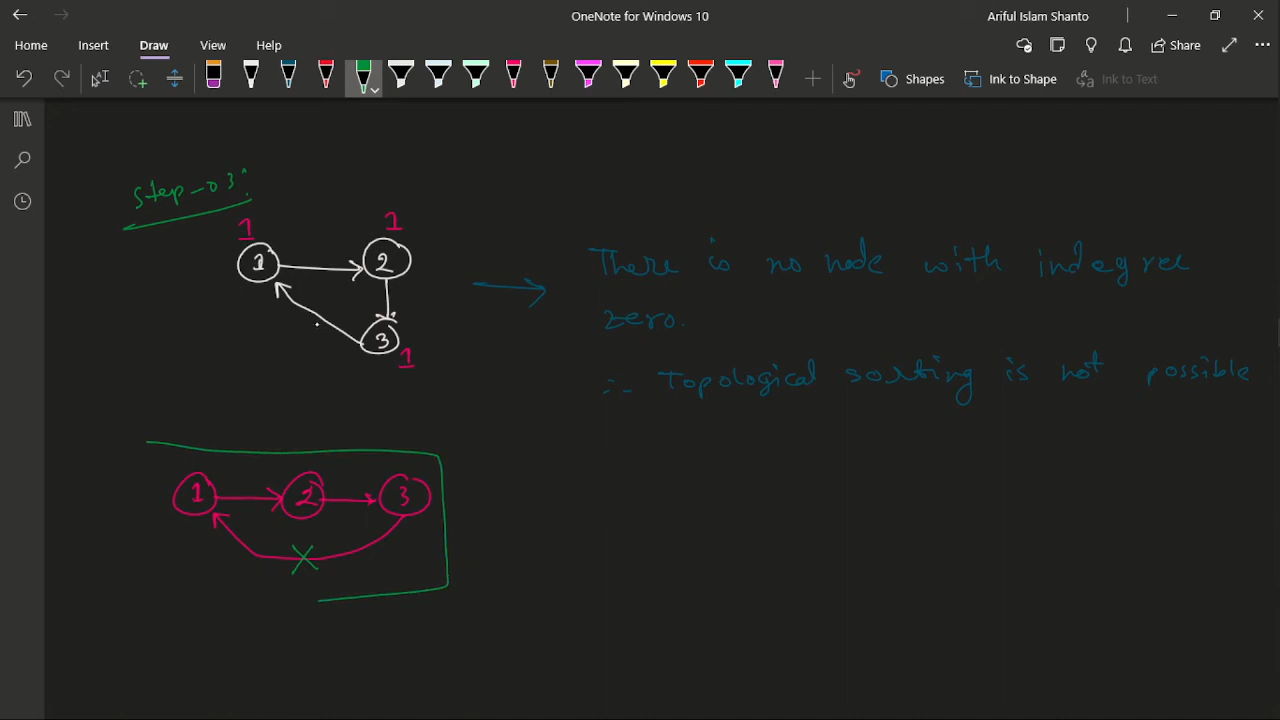 OneNote for Windows 10
Ariful Islam Shanto
Home Insert Draw View Help
Share
Shapes
Ink to Shape
Ink to Text
Step-03:
1 1
1 2
3
1
There is no node with indegree
zero.
∴ Topological sorting is not possible
1 2 3